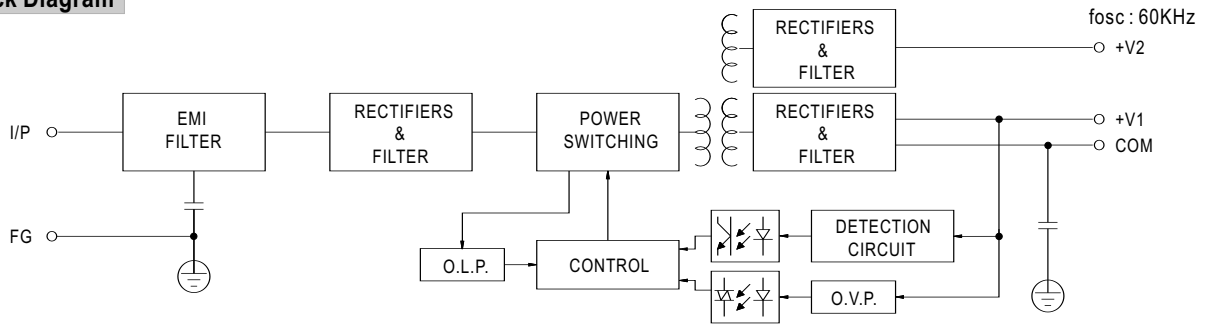 ck Diagram
fosc : 60KHz
RECTIFIERS
&
FILTER
+V2
I/P
EMI
FILTER
RECTIFIERS
&
FILTER
POWER
SWITCHING
RECTIFIERS
&
FILTER
+V1
COM
FG
O.L.P.
CONTROL
DETECTION
CIRCUIT
O.V.P.